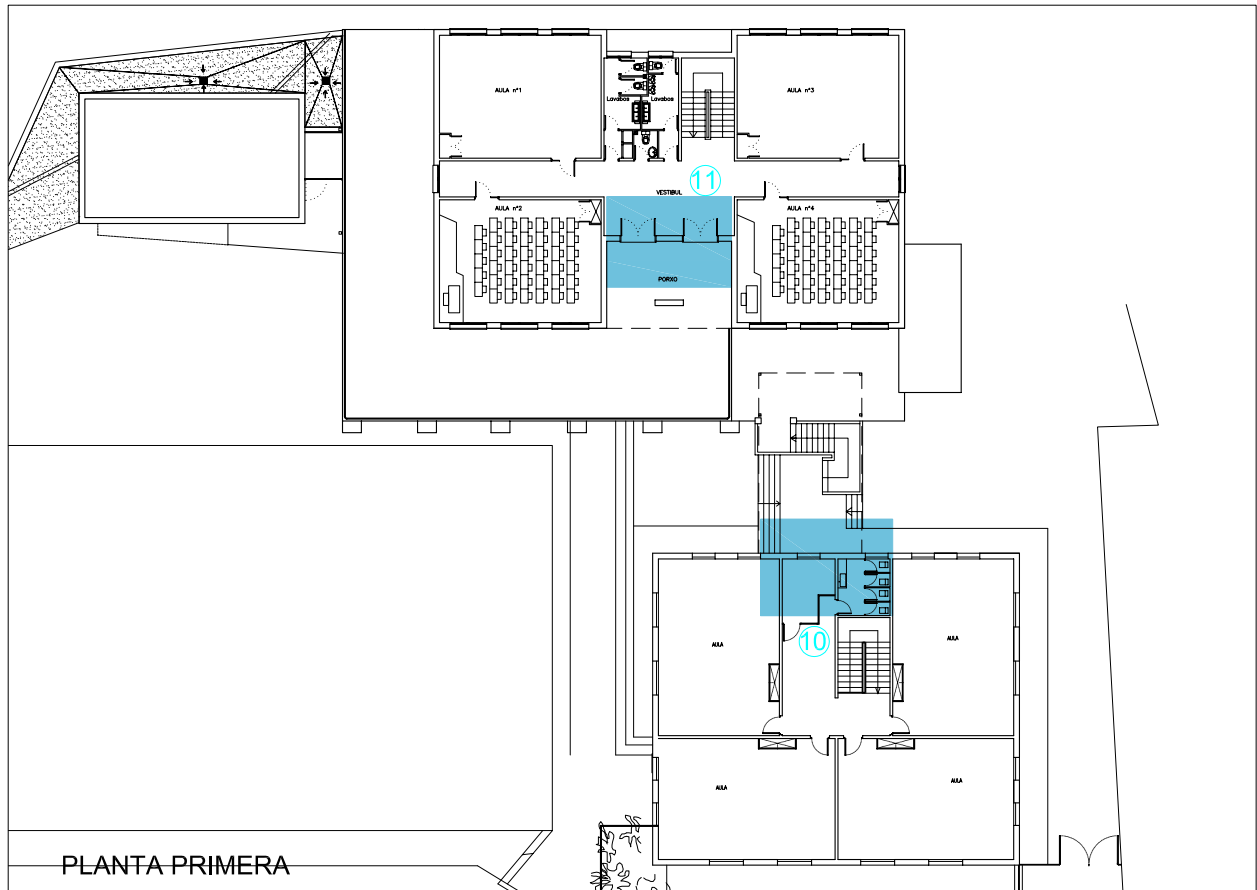 AULA nº1
Lavabos
Lavabos
AULA nº3
VESTIBUL
11
AULA nº2
AULA nº4
PORXO
10
AULA
AULA
AULA
AULA
PLANTA PRIMERA